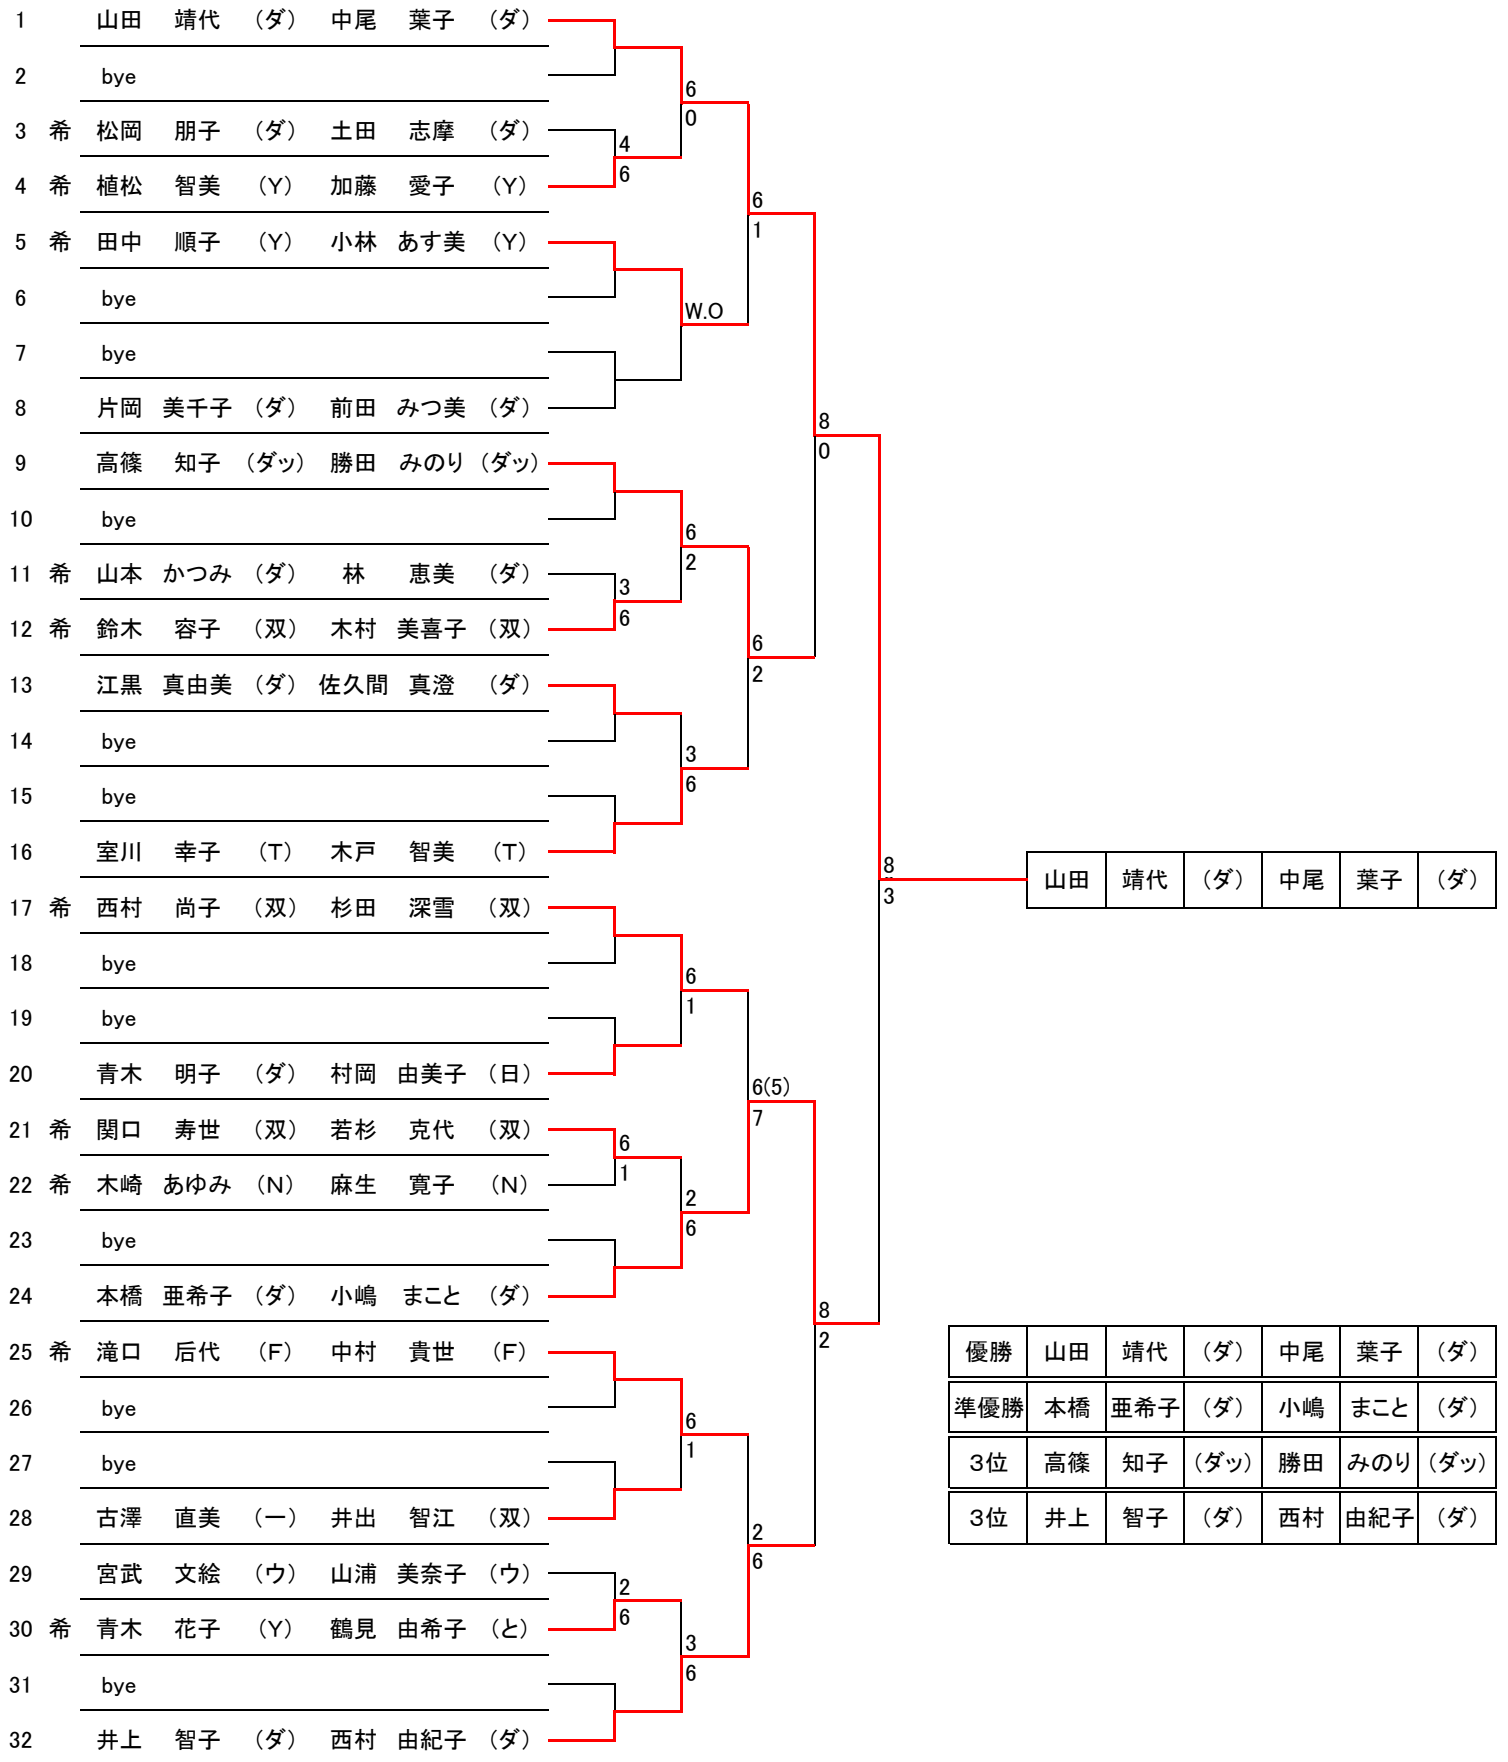 1 山田 靖代 （ダ） 中尾 葉子 （ダ）
2 bye
6
0
3 希 松岡 朋子 （ダ） 土田 志摩 （ダ）
4
6
4 希 植松 智美 （Y） 加藤 愛子 （Y）
6
1
5 希 田中 順子 （Y） 小林 あす美 （Y）
6 bye
W.O
7 bye
8 片岡 美千子 （ダ） 前田 みつ美 （ダ）
8
0
9 高篠 知子 （ダッ） 勝田 みのり （ダッ）
10 bye
6
2
11 希 山本 かつみ （ダ） 林 恵美 （ダ）
3
6
12 希 鈴木 容子 （双） 木村 美喜子 （双）
6
2
13 江黒 真由美 （ダ） 佐久間 真澄 （ダ）
14 bye
3
6
15 bye
16 室川 幸子 （T） 木戸 智美 （T）
8
3
山田 靖代 （ダ） 中尾 葉子 （ダ）
17 希 西村 尚子 （双） 杉田 深雪 （双）
18 bye
6
1
19 bye
20 青木 明子 （ダ） 村岡 由美子 （日）
6(5)
7
21 希 関口 寿世 （双） 若杉 克代 （双）
6
1
22 希 木崎 あゆみ （N） 麻生 寛子 （N）
2
6
23 bye
24 本橋 亜希子 （ダ） 小嶋 まこと （ダ）
8
2
25 希 滝口 后代 （F） 中村 貴世 （F）
26 bye
6
1
27 bye
28 古澤 直美 （一） 井出 智江 （双）
2
6
29 宮武 文絵 （ウ） 山浦 美奈子 （ウ）
2
6
30 希 青木 花子 （Y） 鶴見 由希子 （と）
3
6
31 bye
32 井上 智子 （ダ） 西村 由紀子 （ダ）
優勝 山田 靖代 （ダ） 中尾 葉子 （ダ）
準優勝 本橋 亜希子 （ダ） 小嶋 まこと （ダ）
3位 高篠 知子 （ダッ） 勝田 みのり （ダッ）
3位 井上 智子 （ダ） 西村 由紀子 （ダ）